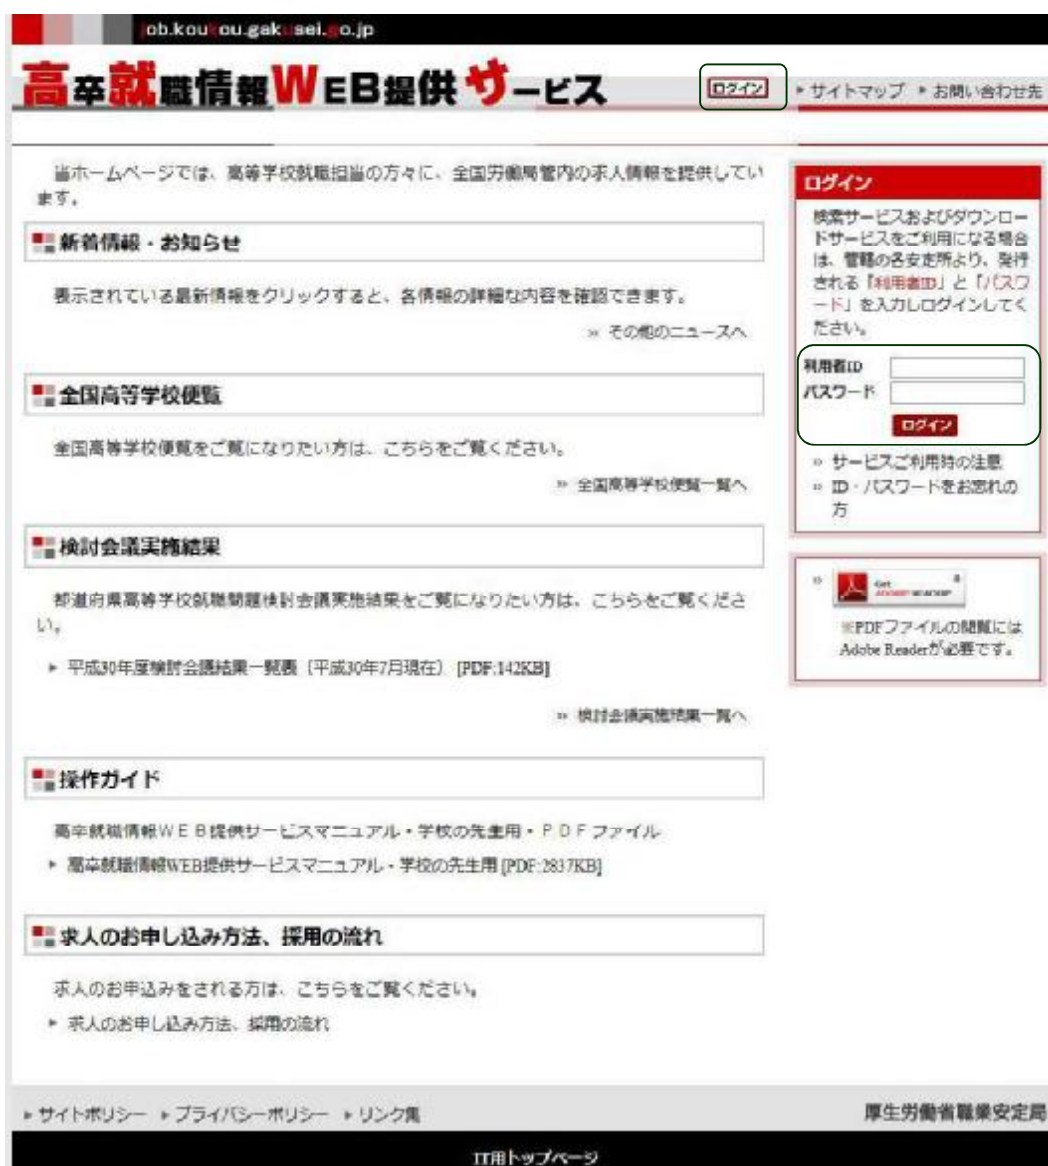 job.koukou.gakusei.go.jp
高卒就職情報WEB提供サービス
ログイン
サイトマップ
お問い合わせ先
当ホームページでは、高等学校就職担当の方々に、全国労働局管内の求人情報を提供してい
ます。
新着情報・お知らせ
表示されている最新情報をクリックすると、各情報の詳細な内容を確認できます。
» その他のニュースへ
全国高等学校便覧
全国高等学校便覧をご覧になりたい方は、こちらをご覧ください。
» 全国高等学校便覧一覧へ
検討会議実施結果
都道府県高等学校就職問題検討会議実施結果をご覧になりたい方は、こちらをご覧くださ
い。
平成30年度検討会議結果一覧表（平成30年7月現在） [PDF:142KB]
» 検討会議実施結果一覧へ
操作ガイド
高卒就職情報WEB提供サービスマニュアル・学校の先生用・PDFファイル
高卒就職情報WEB提供サービスマニュアル・学校の先生用 [PDF:2837KB]
求人のお申し込み方法、採用の流れ
求人のお申込みをされる方は、こちらをご覧ください。
求人のお申し込み方法、採用の流れ
ログイン
検索サービスおよびダウンロー
ドサービスをご利用になる場合
は、管轄の各安定所より、発行
される「利用者ID」と「パスワ
ード」を入力しログインしてく
ださい。
利用者ID
パスワード
ログイン
» サービスご利用時の注意
» ID・パスワードをお忘れの
方
» Get ADOBE READER
※PDFファイルの閲覧には
Adobe Readerが必要です。
サイトポリシー
プライバシーポリシー
リンク集
厚生労働省職業安定局
IT用トップページ